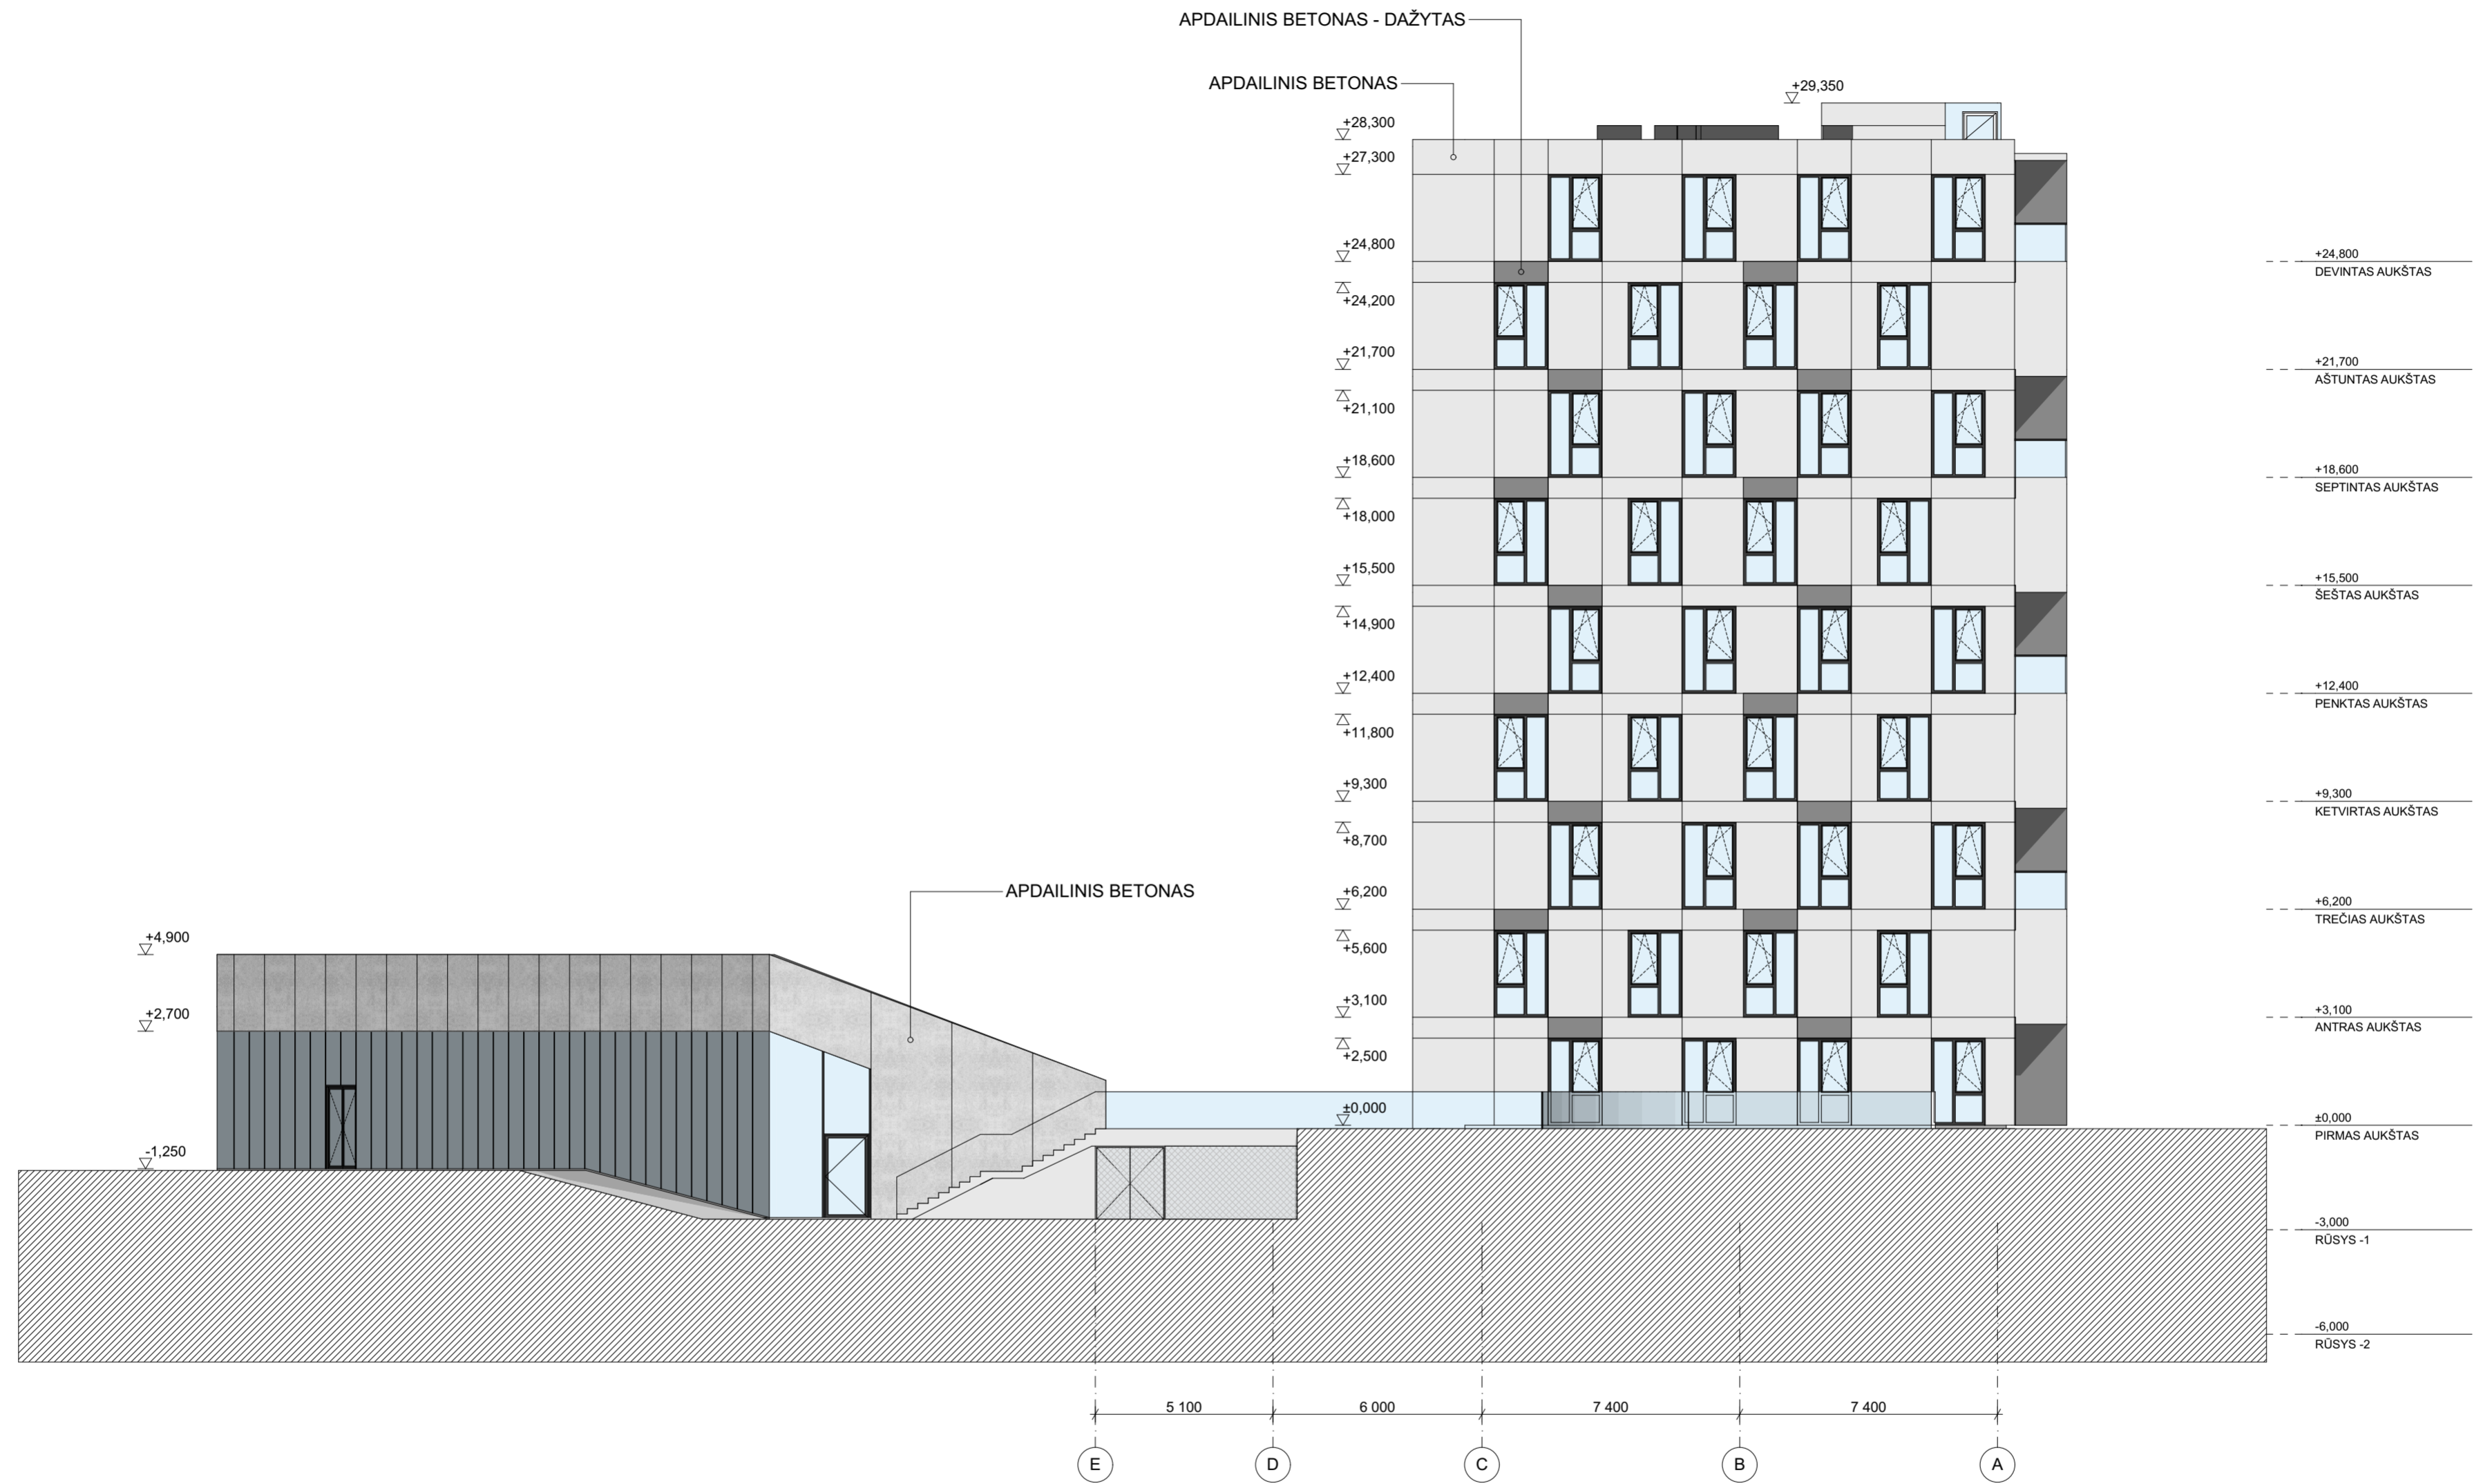 APDAILINIS BETONAS - DAŽYTAS
APDAILINIS BETONAS
+29,350
+28,300
+27,300
+24,800
+24,200
+21,700
+21,100
+18,600
+18,000
+15,500
+14,900
+12,400
+11,800
+9,300
+8,700
+6,200
+5,600
+3,100
+2,500
±0,000
APDAILINIS BETONAS
+4,900
+2,700
-1,250
+24,800
DEVINTAS AUKŠTAS
+21,700
AŠTUNTAS AUKŠTAS
+18,600
SEPTINTAS AUKŠTAS
+15,500
ŠEŠTAS AUKŠTAS
+12,400
PENKTAS AUKŠTAS
+9,300
KETVIRTAS AUKŠTAS
+6,200
TREČIAS AUKŠTAS
+3,100
ANTRAS AUKŠTAS
±0,000
PIRMAS AUKŠTAS
-3,000
RŪSYS -1
-6,000
RŪSYS -2
5 100 6 000 7 400 7 400
E D C B A